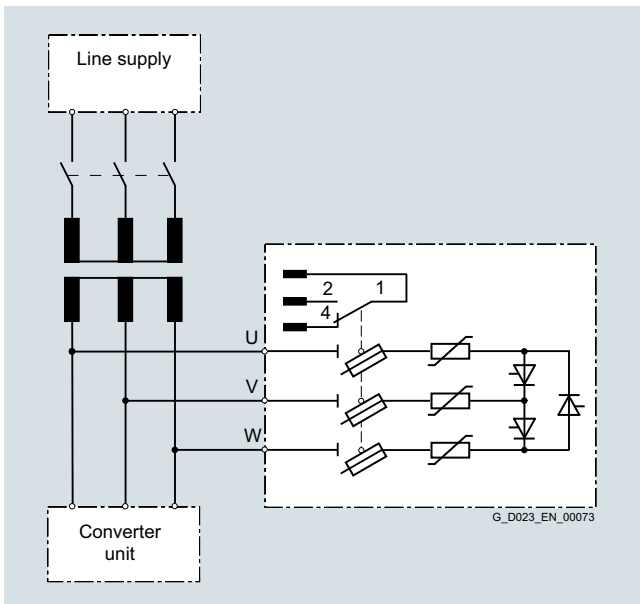 Line supply
2 1
4
U
V
W
G_D023_EN_00073
Converter
unit